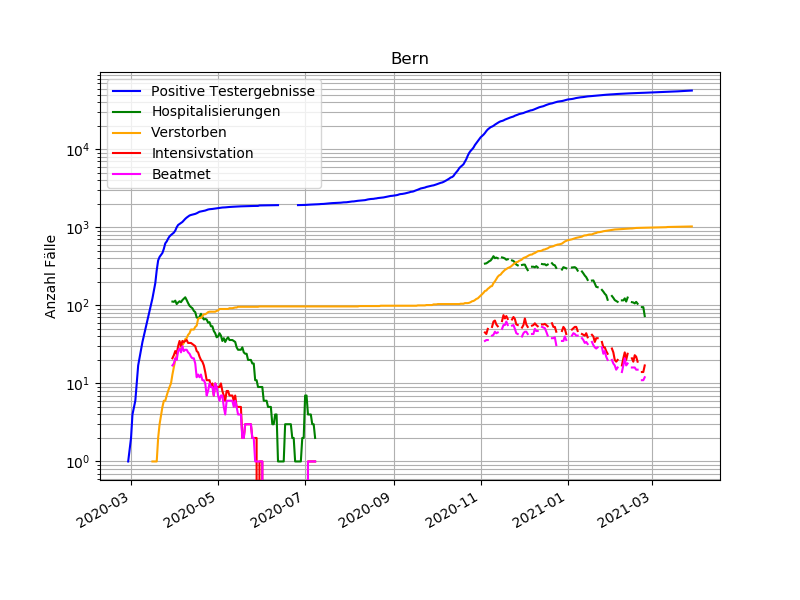 Bern
Positive Testergebnisse
Hospitalisierungen
Verstorben
Intensivstation
Beatmet
Anzahl Fälle
10^4
10^3
10^2
10^1
10^0
2020-03
2020-05
2020-07
2020-09
2020-11
2021-01
2021-03